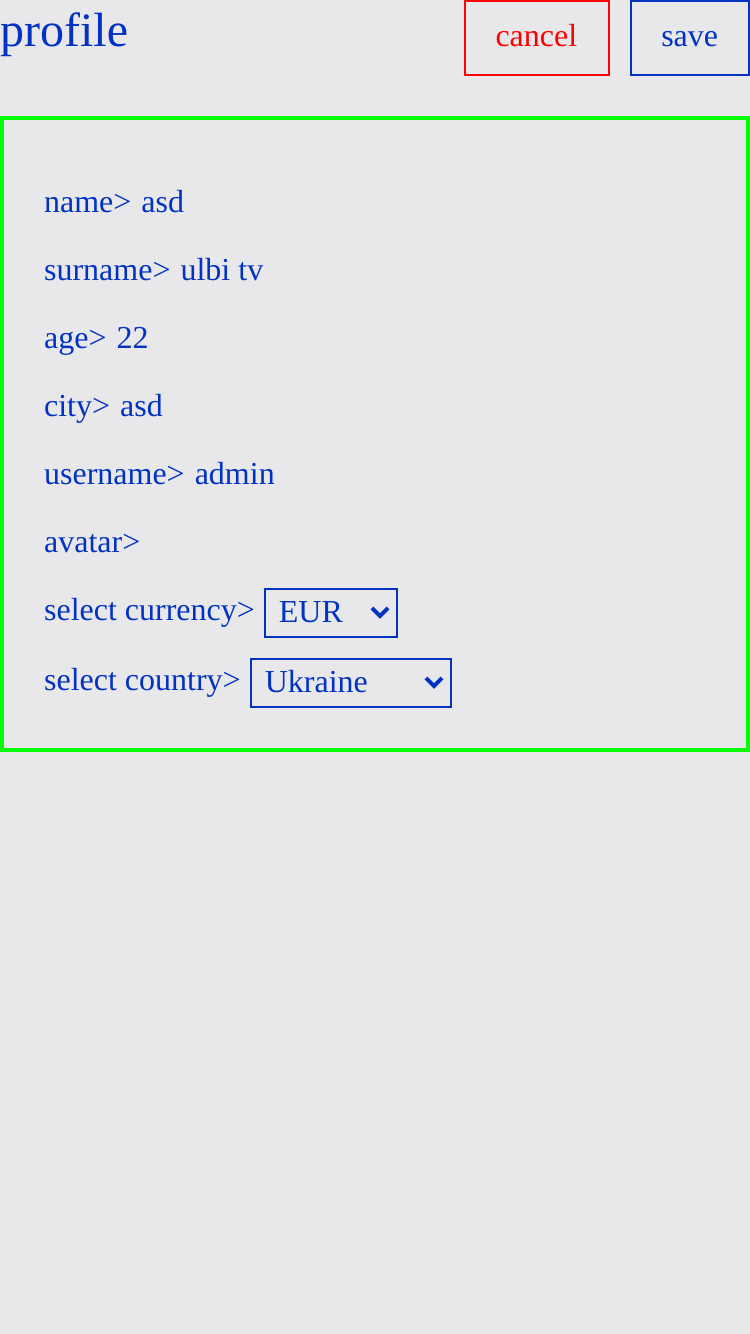 profile cancel save
name> asd
surname> ulbi tv
age> 22
city> asd
username> admin
avatar>
select currency> EUR
select country> Ukraine